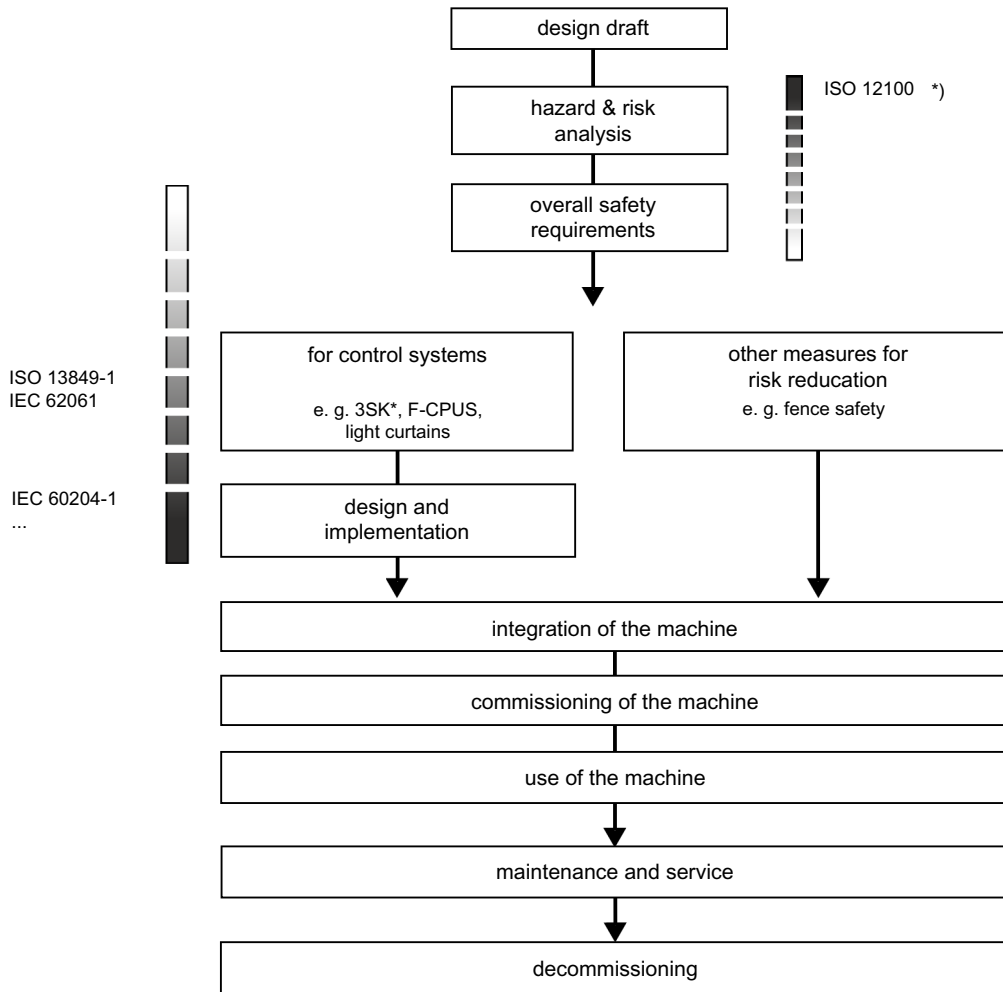 design draft
ISO 12100 *)
hazard & risk
analysis
overall safety
requirements
for control systems
e. g. 3SK*, F-CPUS,
light curtains
other measures for
risk reducation
e. g. fence safety
ISO 13849-1
IEC 62061
IEC 60204-1
...
design and
implementation
integration of the machine
commissioning of the machine
use of the machine
maintenance and service
decommissioning